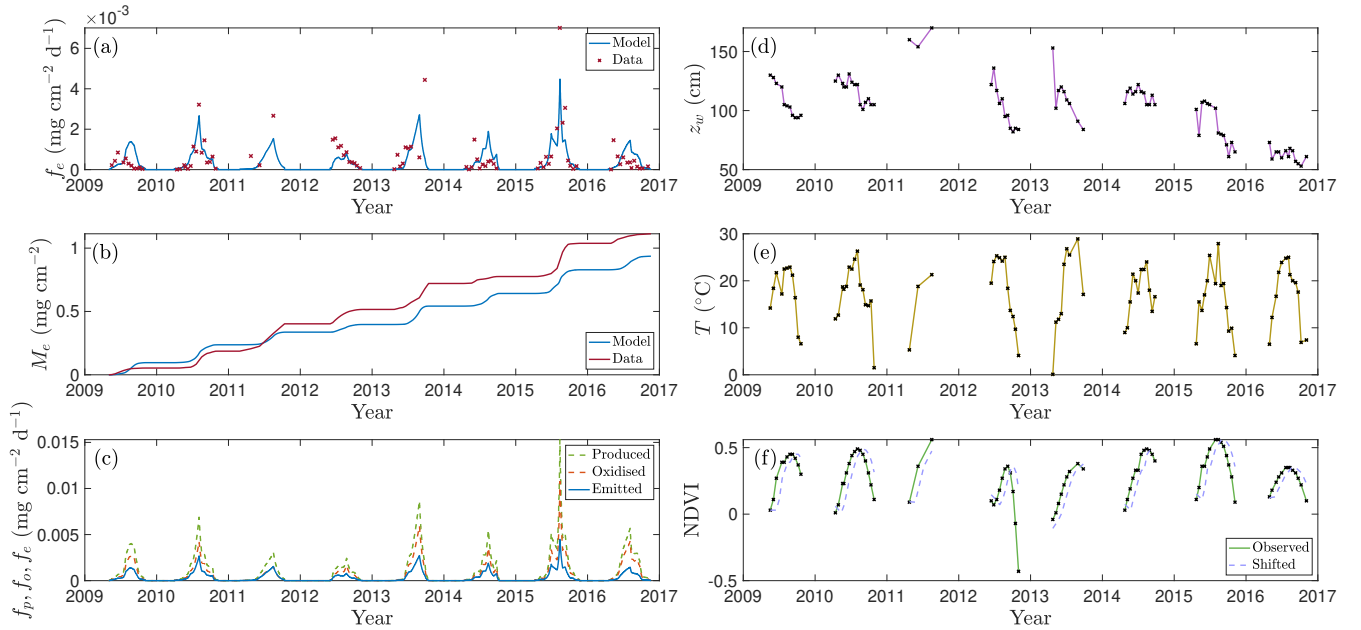 ×10⁻³
(a)
6
4
2
0
fₑ (mg cm⁻² d⁻¹)
Model
Data
2009 2010 2011 2012 2013 2014 2015 2016 2017
Year
(b)
1
0.5
0
Mₑ (mg cm⁻²)
Model
Data
2009 2010 2011 2012 2013 2014 2015 2016 2017
Year
(c)
0.015
0.01
0.005
0
fₚ, fₒ, fₑ (mg cm⁻² d⁻¹)
Produced
Oxidised
Emitted
2009 2010 2011 2012 2013 2014 2015 2016 2017
Year
(d)
150
100
50
z_w (cm)
2009 2010 2011 2012 2013 2014 2015 2016 2017
Year
(e)
30
20
10
0
T (°C)
2009 2010 2011 2012 2013 2014 2015 2016 2017
Year
(f)
0.5
0
-0.5
NDVI
Observed
Shifted
2009 2010 2011 2012 2013 2014 2015 2016 2017
Year